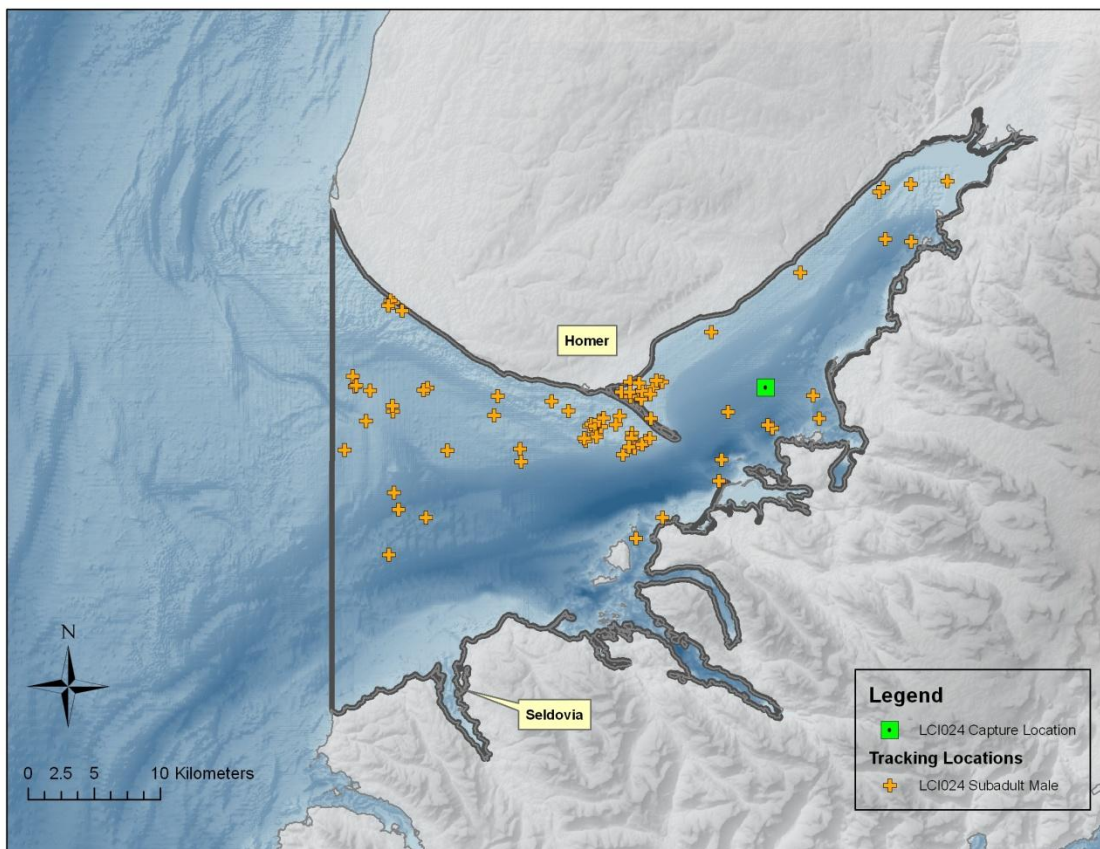 Homer
N
Seldovia
0 2.5 5 10 Kilometers
Legend
LCI024 Capture Location
Tracking Locations
LCI024 Subadult Male